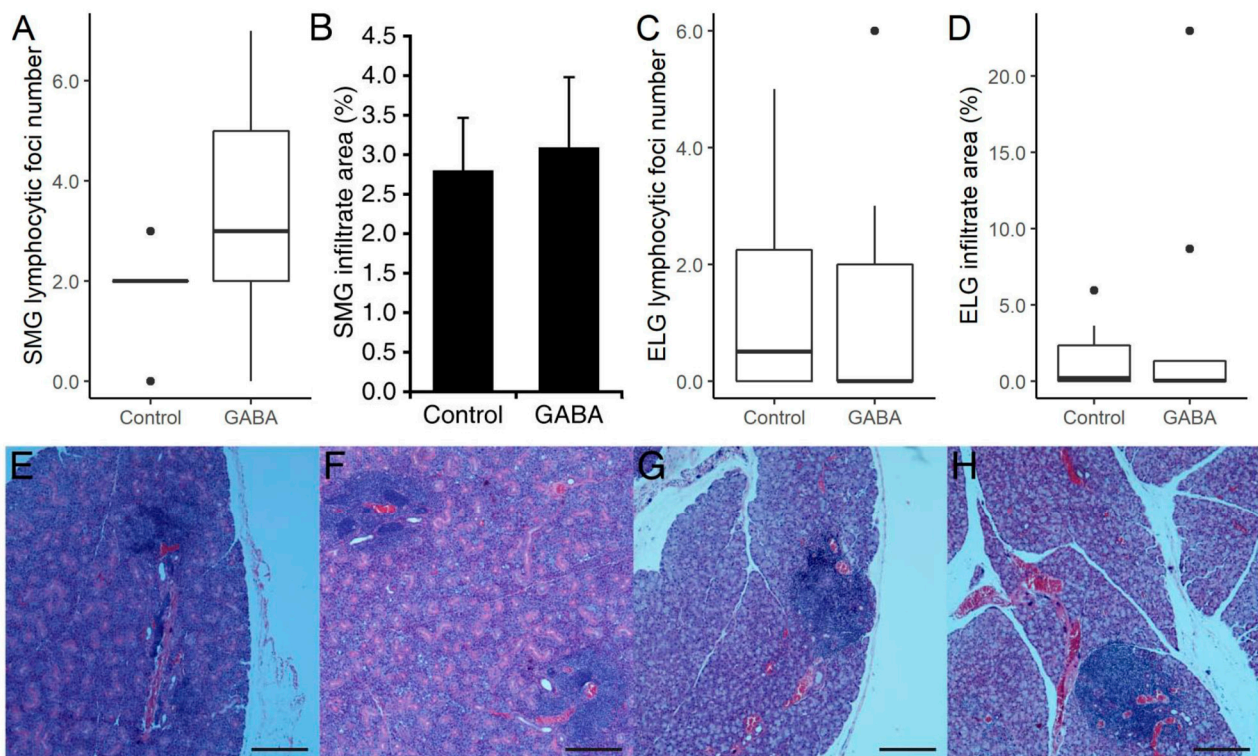 A
SMG lymphocytic foci number
6.0
4.0
2.0
0.0
Control
GABA
B
SMG infiltrate area (%)
4.5
4.0
3.5
3.0
2.5
2.0
1.5
1.0
0.5
0.0
Control
GABA
C
ELG lymphocytic foci number
6.0
4.0
2.0
0.0
Control
GABA
D
ELG infiltrate area (%)
20.0
15.0
10.0
5.0
0.0
Control
GABA
E
F
G
H